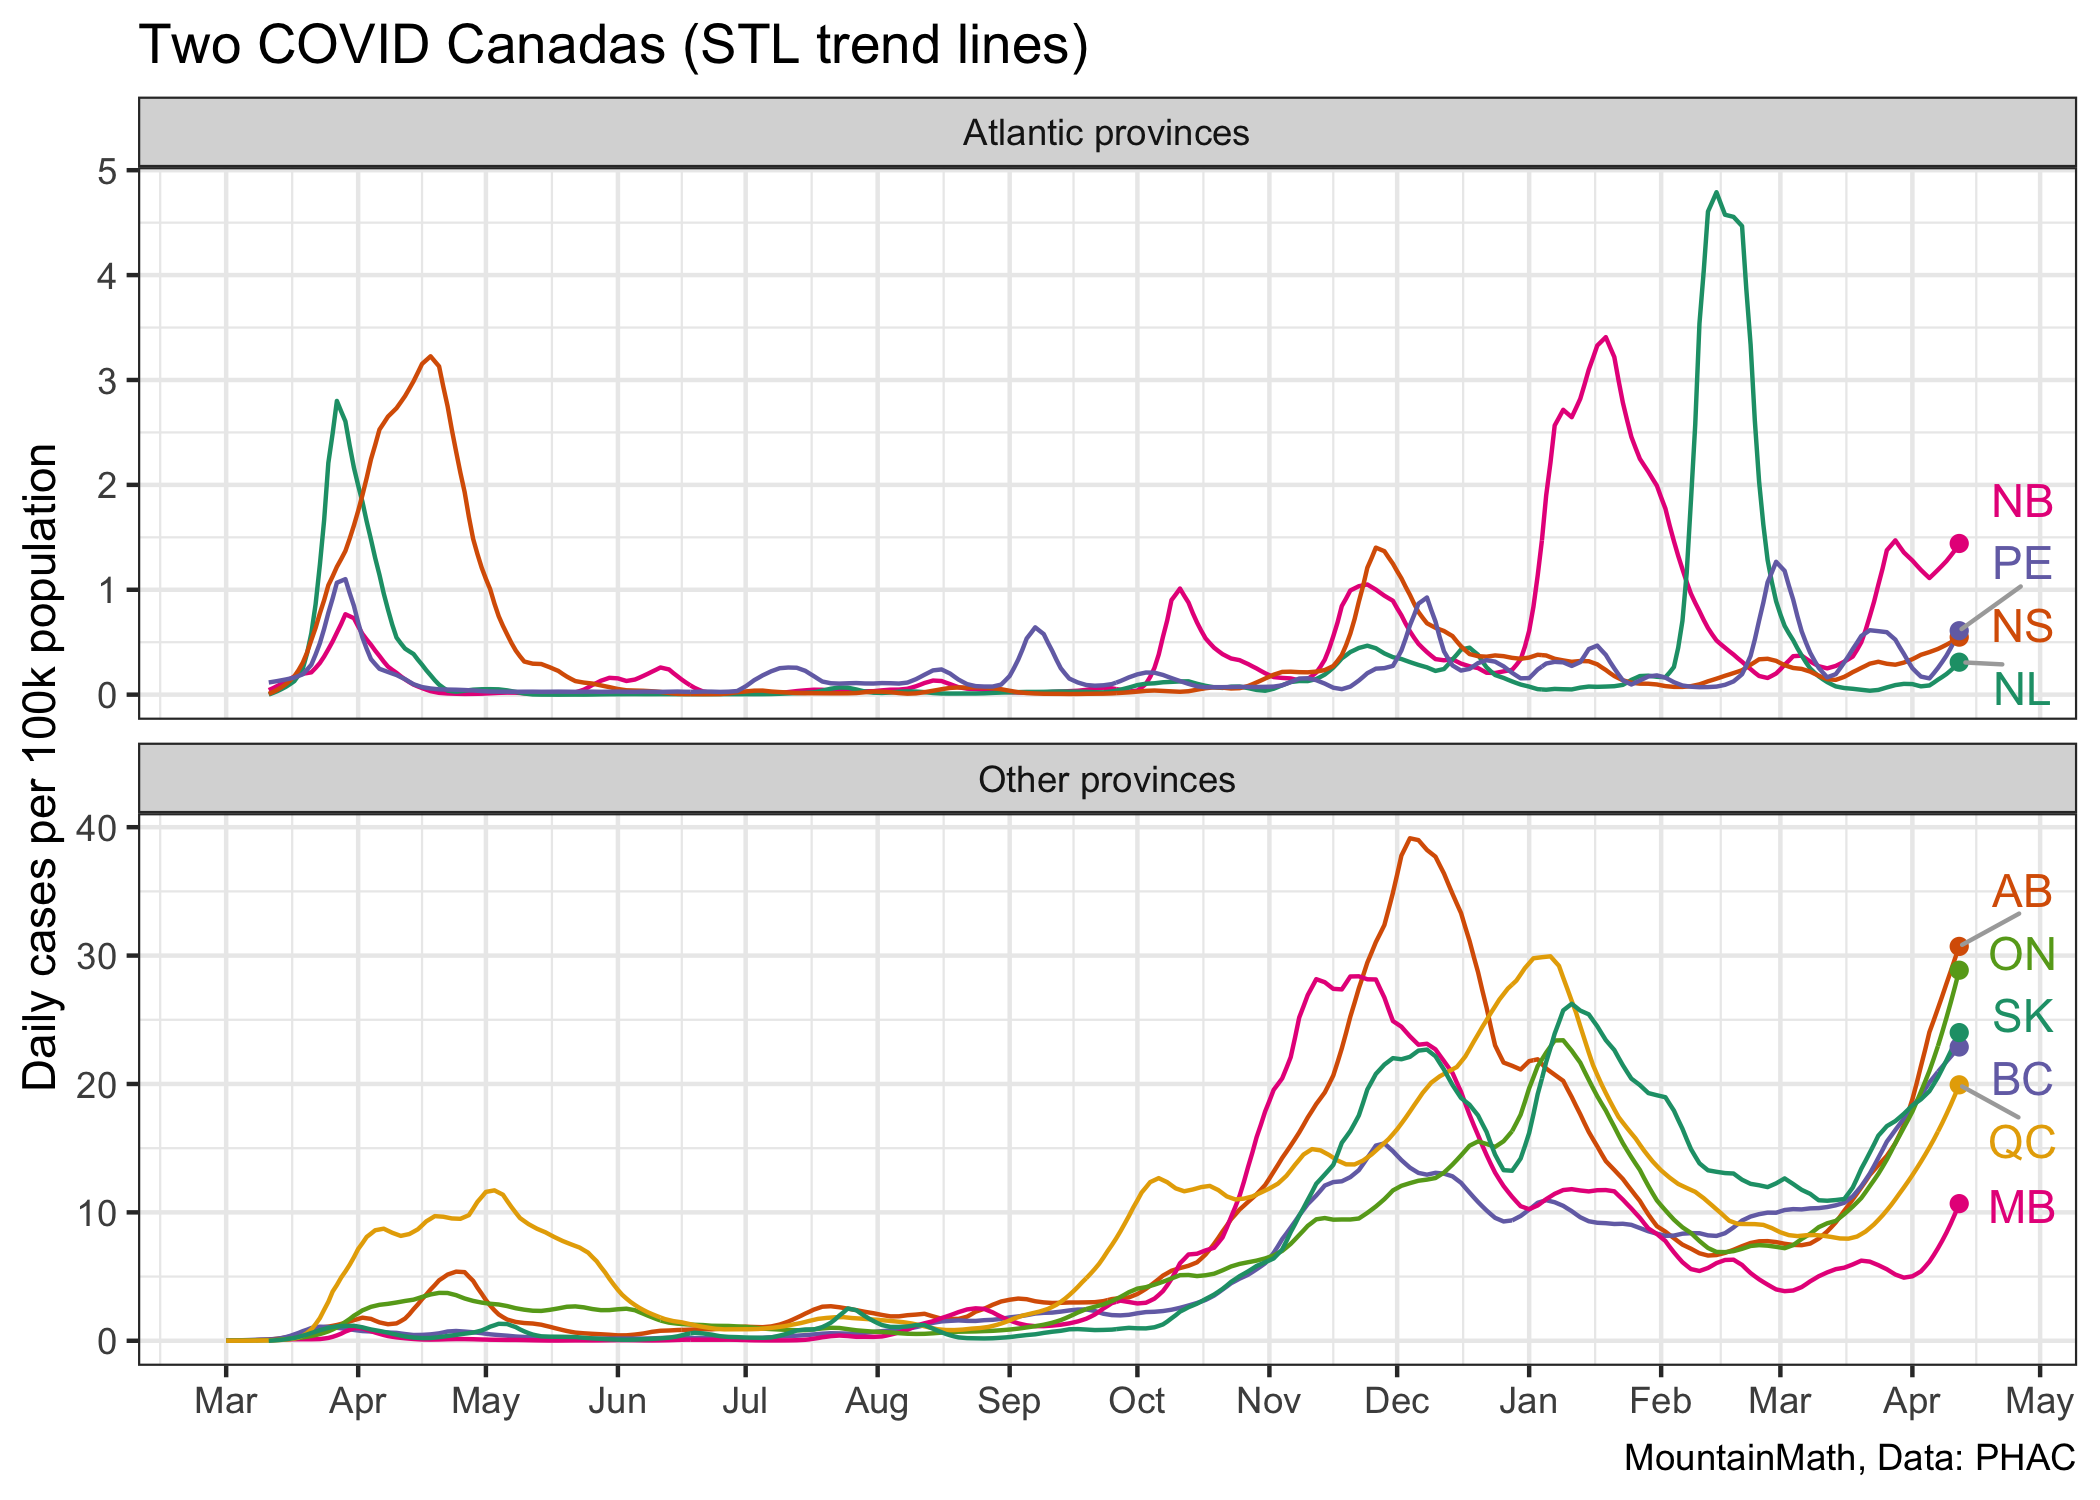 Two COVID Canadas (STL trend lines)
Atlantic provinces
5
4
3
2
1
0
NB
PE
NS
NL
Daily cases per 100k population
Other provinces
40
30
20
10
0
AB
ON
SK
BC
QC
MB
Mar Apr May Jun Jul Aug Sep Oct Nov Dec Jan Feb Mar Apr May
MountainMath, Data: PHAC